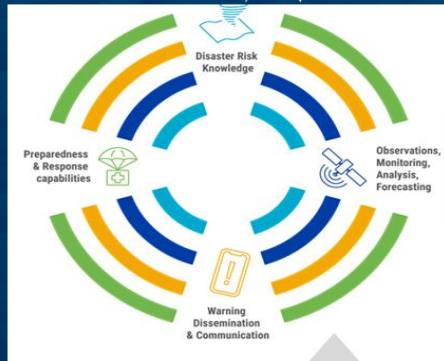 Disaster Risk
Knowledge
Preparedness
& Response
capabilities
Observations,
Monitoring,
Analysis,
Forecasting
Warning
Dissemination
& Communication